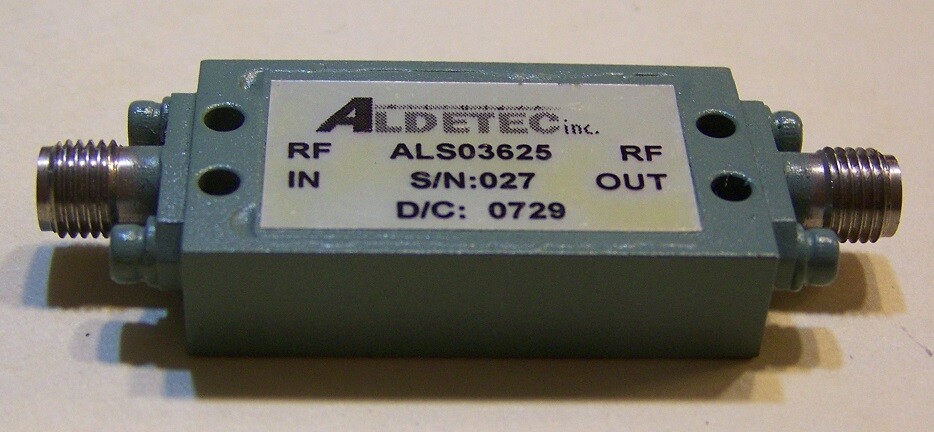 ALDETEC inc.
RF ALS03625 RF
IN S/N:027 OUT
D/C: 0729